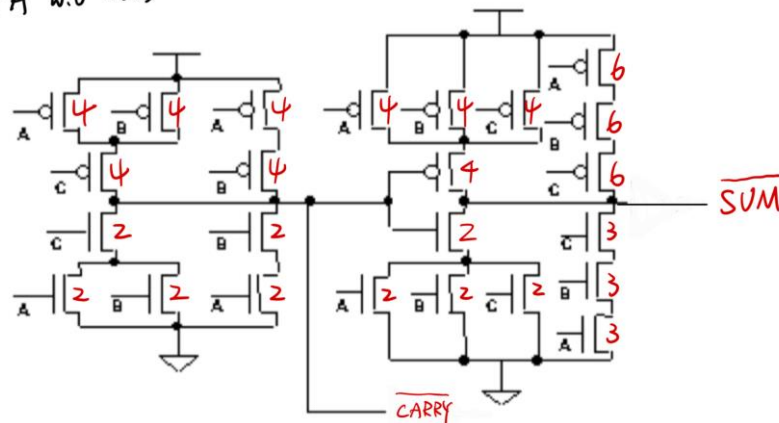 A w.o
A 4 B 4 A 4 A 4 B 4 C 4 A 6
C 4 B 4 4 B 6
C 6
C 2 B 2 2 C 3
A 2 B 2 A 2 A 2 B 2 C 2 B 3
A 3
SUM
CARRY